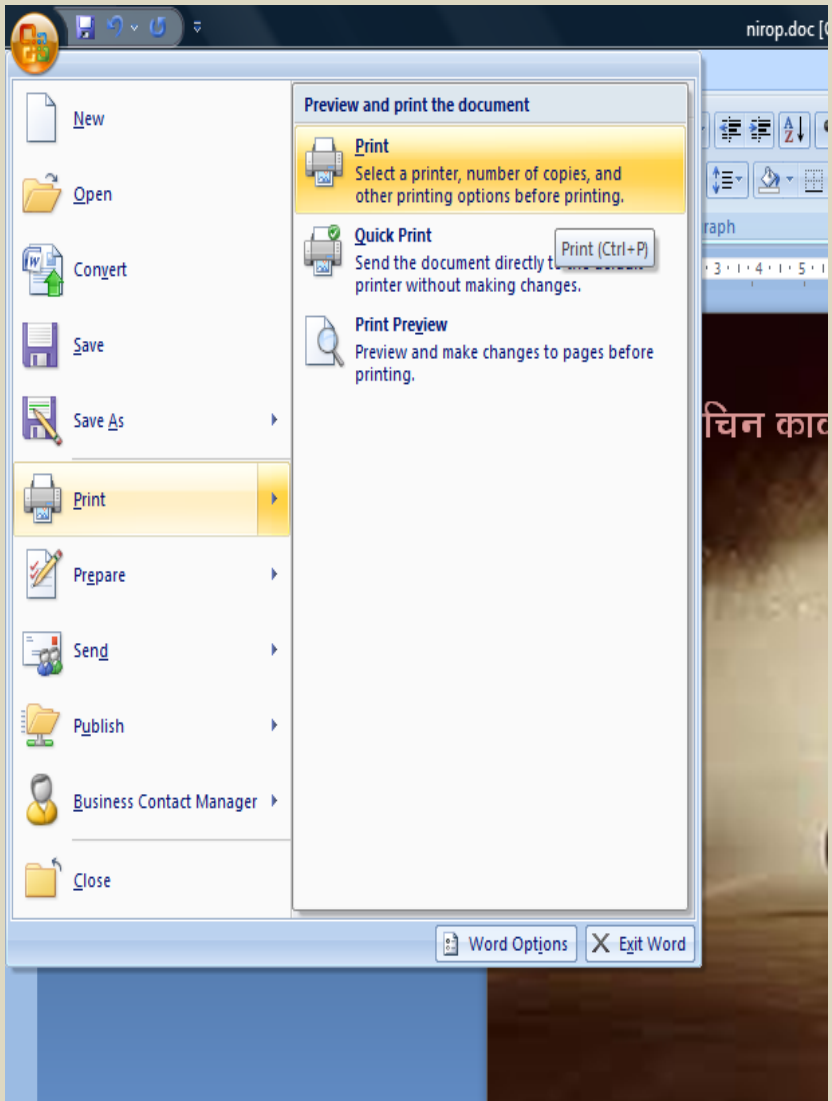 nirop.doc [
New
Open
Convert
Save
Save As
Print
Prepare
Send
Publish
Business Contact Manager
Close
Preview and print the document
Print
Select a printer, number of copies, and
other printing options before printing.
Quick Print
Send the document directly to
printer without making changes.
Print (Ctrl+P)
Print Preview
Preview and make changes to pages before
printing.
raph
3 4 5
चिन
Word Options
Exit Word